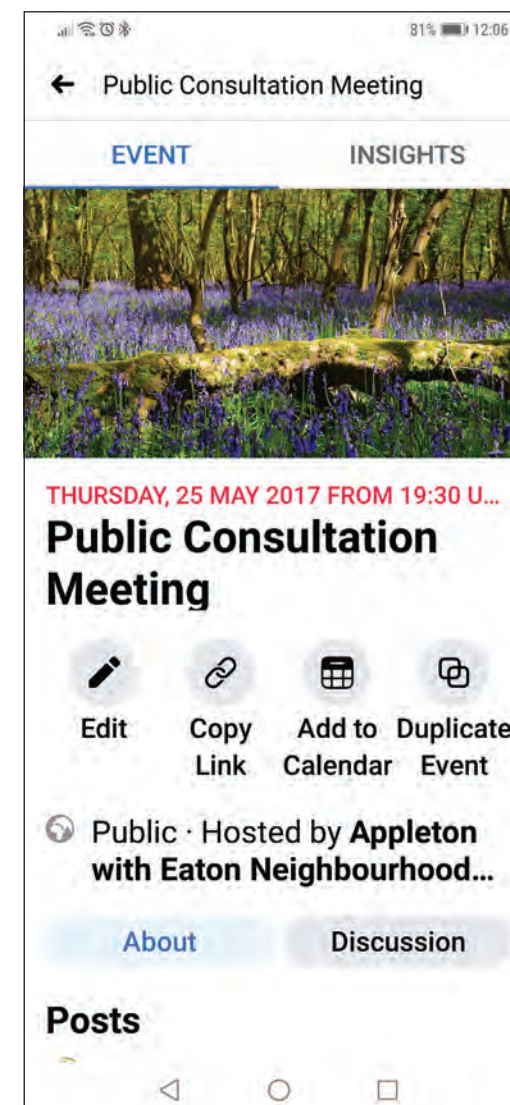 81% 12:06
Public Consultation Meeting
EVENT INSIGHTS
THURSDAY, 25 MAY 2017 FROM 19:30 U...
Public Consultation
Meeting
Edit Copy Add to Duplicate
Link Calendar Event
Public · Hosted by Appleton
with Eaton Neighbourhood...
About Discussion
Posts